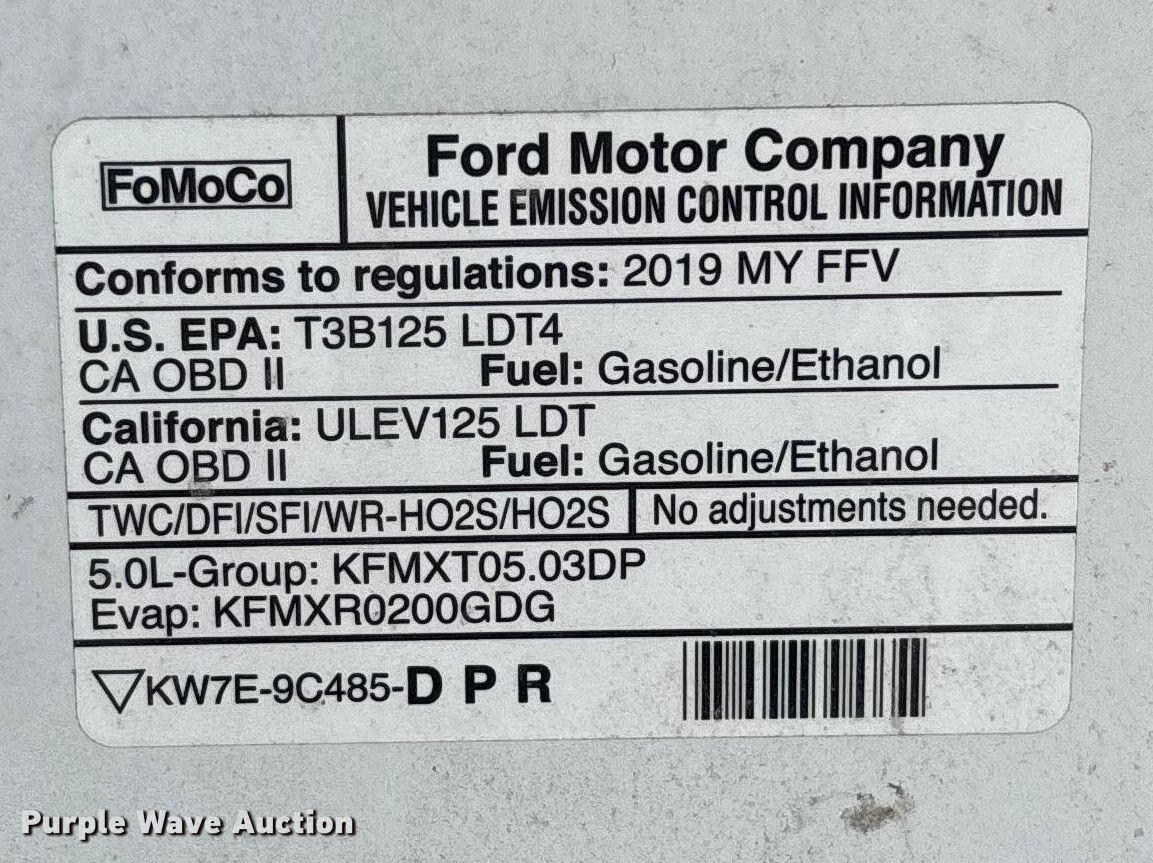 FoMoCo
Ford Motor Company
VEHICLE EMISSION CONTROL INFORMATION
Conforms to regulations: 2019 MY FFV
U.S. EPA: T3B125 LDT4
CA OBD II Fuel: Gasoline/Ethanol
California: ULEV125 LDT
CA OBD II Fuel: Gasoline/Ethanol
TWC/DFI/SFI/WR-HO2S/HO2S No adjustments needed.
5.0L-Group: KFMXT05.03DP
Evap: KFMXR0200GDG
KW7E-9C485-D P R
Purple Wave Auction